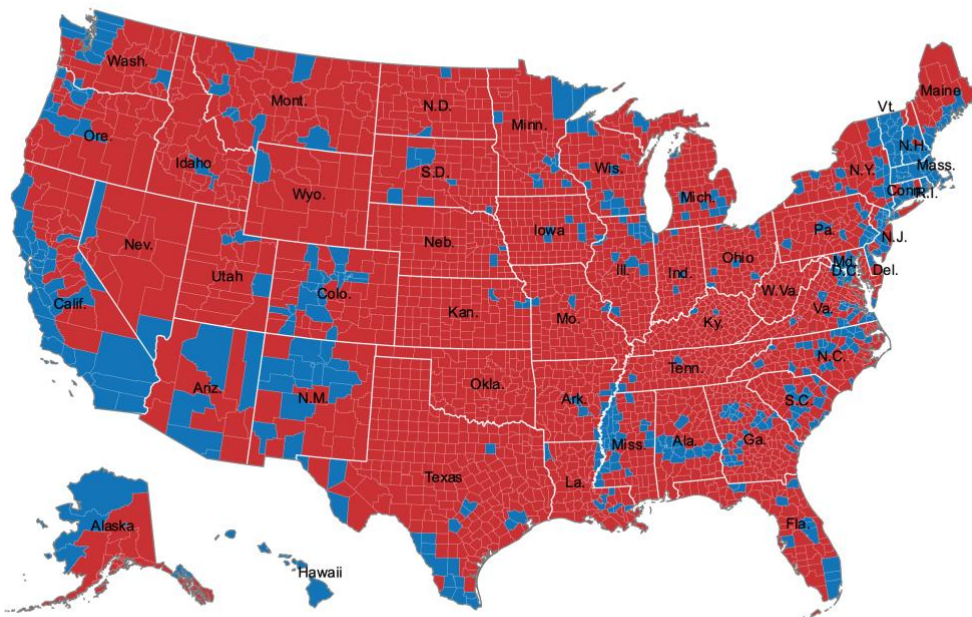 Wash.
Mont.
N.D.
Minn.
Maine
Vt.
Ore.
Idaho
S.D.
Wis.
N.H.
N.Y.
Mass.
Wyo.
Mich.
Conn.
R.I.
Nev.
Utah
Neb.
Iowa
Pa.
N.J.
Calif.
Colo.
Ill.
Ind.
Ohio
Md.
D.C.
Del.
Kan.
Mo.
W.Va.
Ky.
Va.
Ariz.
N.M.
Okla.
Tenn.
N.C.
Ark.
S.C.
Miss.
Ala.
Ga.
Texas
La.
Fla.
Alaska
Hawaii